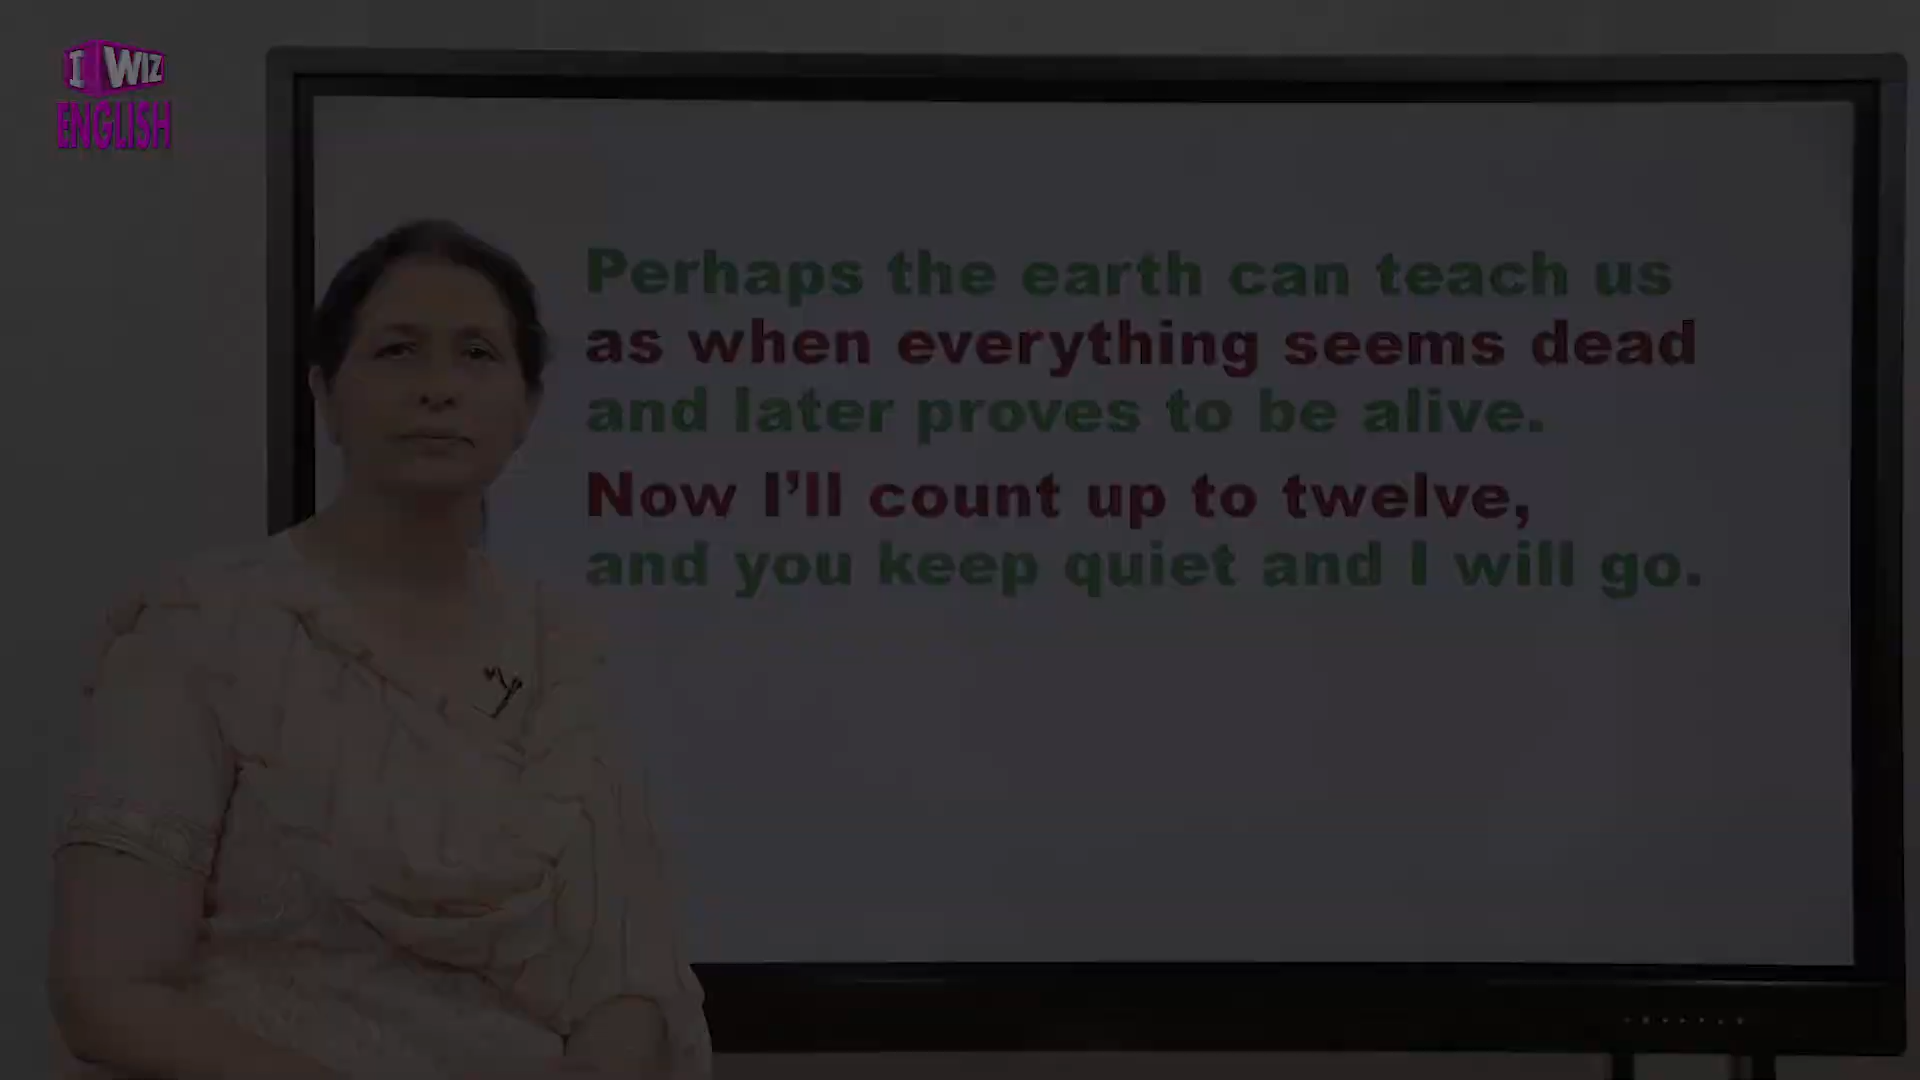 I WIZ
ENGLISH
Perhaps the earth can teach us
as when everything seems dead
and later proves to be alive.
Now I’ll count up to twelve,
and you keep quiet and I will go.